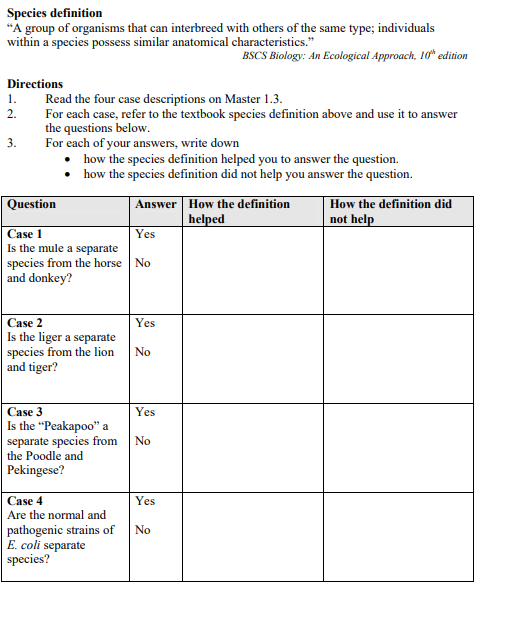 Species definition
“A group of organisms that can interbreed with others of the same type; individuals
within a species possess similar anatomical characteristics.”
BSCS Biology: An Ecological Approach, 10th edition
Directions
1. Read the four case descriptions on Master 1.3.
2. For each case, refer to the textbook species definition above and use it to answer
the questions below.
3. For each of your answers, write down
• how the species definition helped you to answer the question.
• how the species definition did not help you answer the question.
Question Answer How the definition How the definition did
helped not help
Case 1 Yes
Is the mule a separate
species from the horse No
and donkey?
Case 2 Yes
Is the liger a separate
species from the lion No
and tiger?
Case 3 Yes
Is the “Peakapoo” a
separate species from No
the Poodle and
Pekingese?
Case 4 Yes
Are the normal and
pathogenic strains of No
E. coli separate
species?